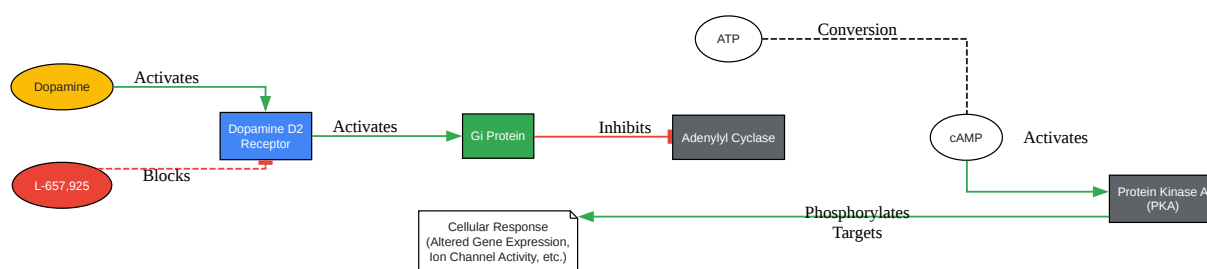 ATP
Conversion
Dopamine
Activates
Dopamine D2
Receptor
Activates
Gi Protein
Inhibits
Adenylyl Cyclase
cAMP
Activates
L-657,925
Blocks
Protein Kinase A
(PKA)
Phosphorylates
Targets
Cellular Response
(Altered Gene Expression,
Ion Channel Activity, etc.)